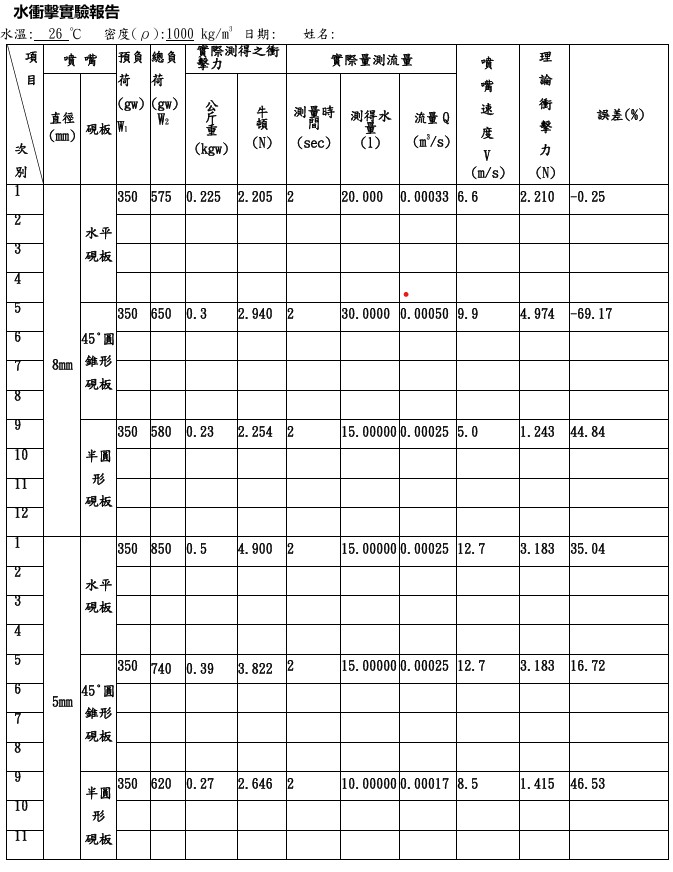 水衝擊實驗報告
水溫: 26 ℃ 密度(ρ):1000 kg/m³ 日期: 姓名:
項目 次別 噴嘴 預負荷(gw)W₁ 總負荷(gw)W₂ 實際測得之衝擊力 實際量測流量 噴嘴速度V(m/s) 理論衝擊力(N) 誤差(%)
直徑(mm) 硯板 公斤重(kgw) 牛頓(N) 測量時間(sec) 測得水量(l) 流量Q(m³/s)
8mm
水平硯板
1 350 575 0.225 2.205 2 20.000 0.00033 6.6 2.210 -0.25
2
3
4
45°圓錐形硯板
5 350 650 0.3 2.940 2 30.0000 0.00050 9.9 4.974 -69.17
6
7
8
半圓形硯板
9 350 580 0.23 2.254 2 15.00000 0.00025 5.0 1.243 44.84
10
11
12
5mm
水平硯板
1 350 850 0.5 4.900 2 15.00000 0.00025 12.7 3.183 35.04
2
3
4
45°圓錐形硯板
5 350 740 0.39 3.822 2 15.00000 0.00025 12.7 3.183 16.72
6
7
8
半圓形硯板
9 350 620 0.27 2.646 2 10.00000 0.00017 8.5 1.415 46.53
10
11